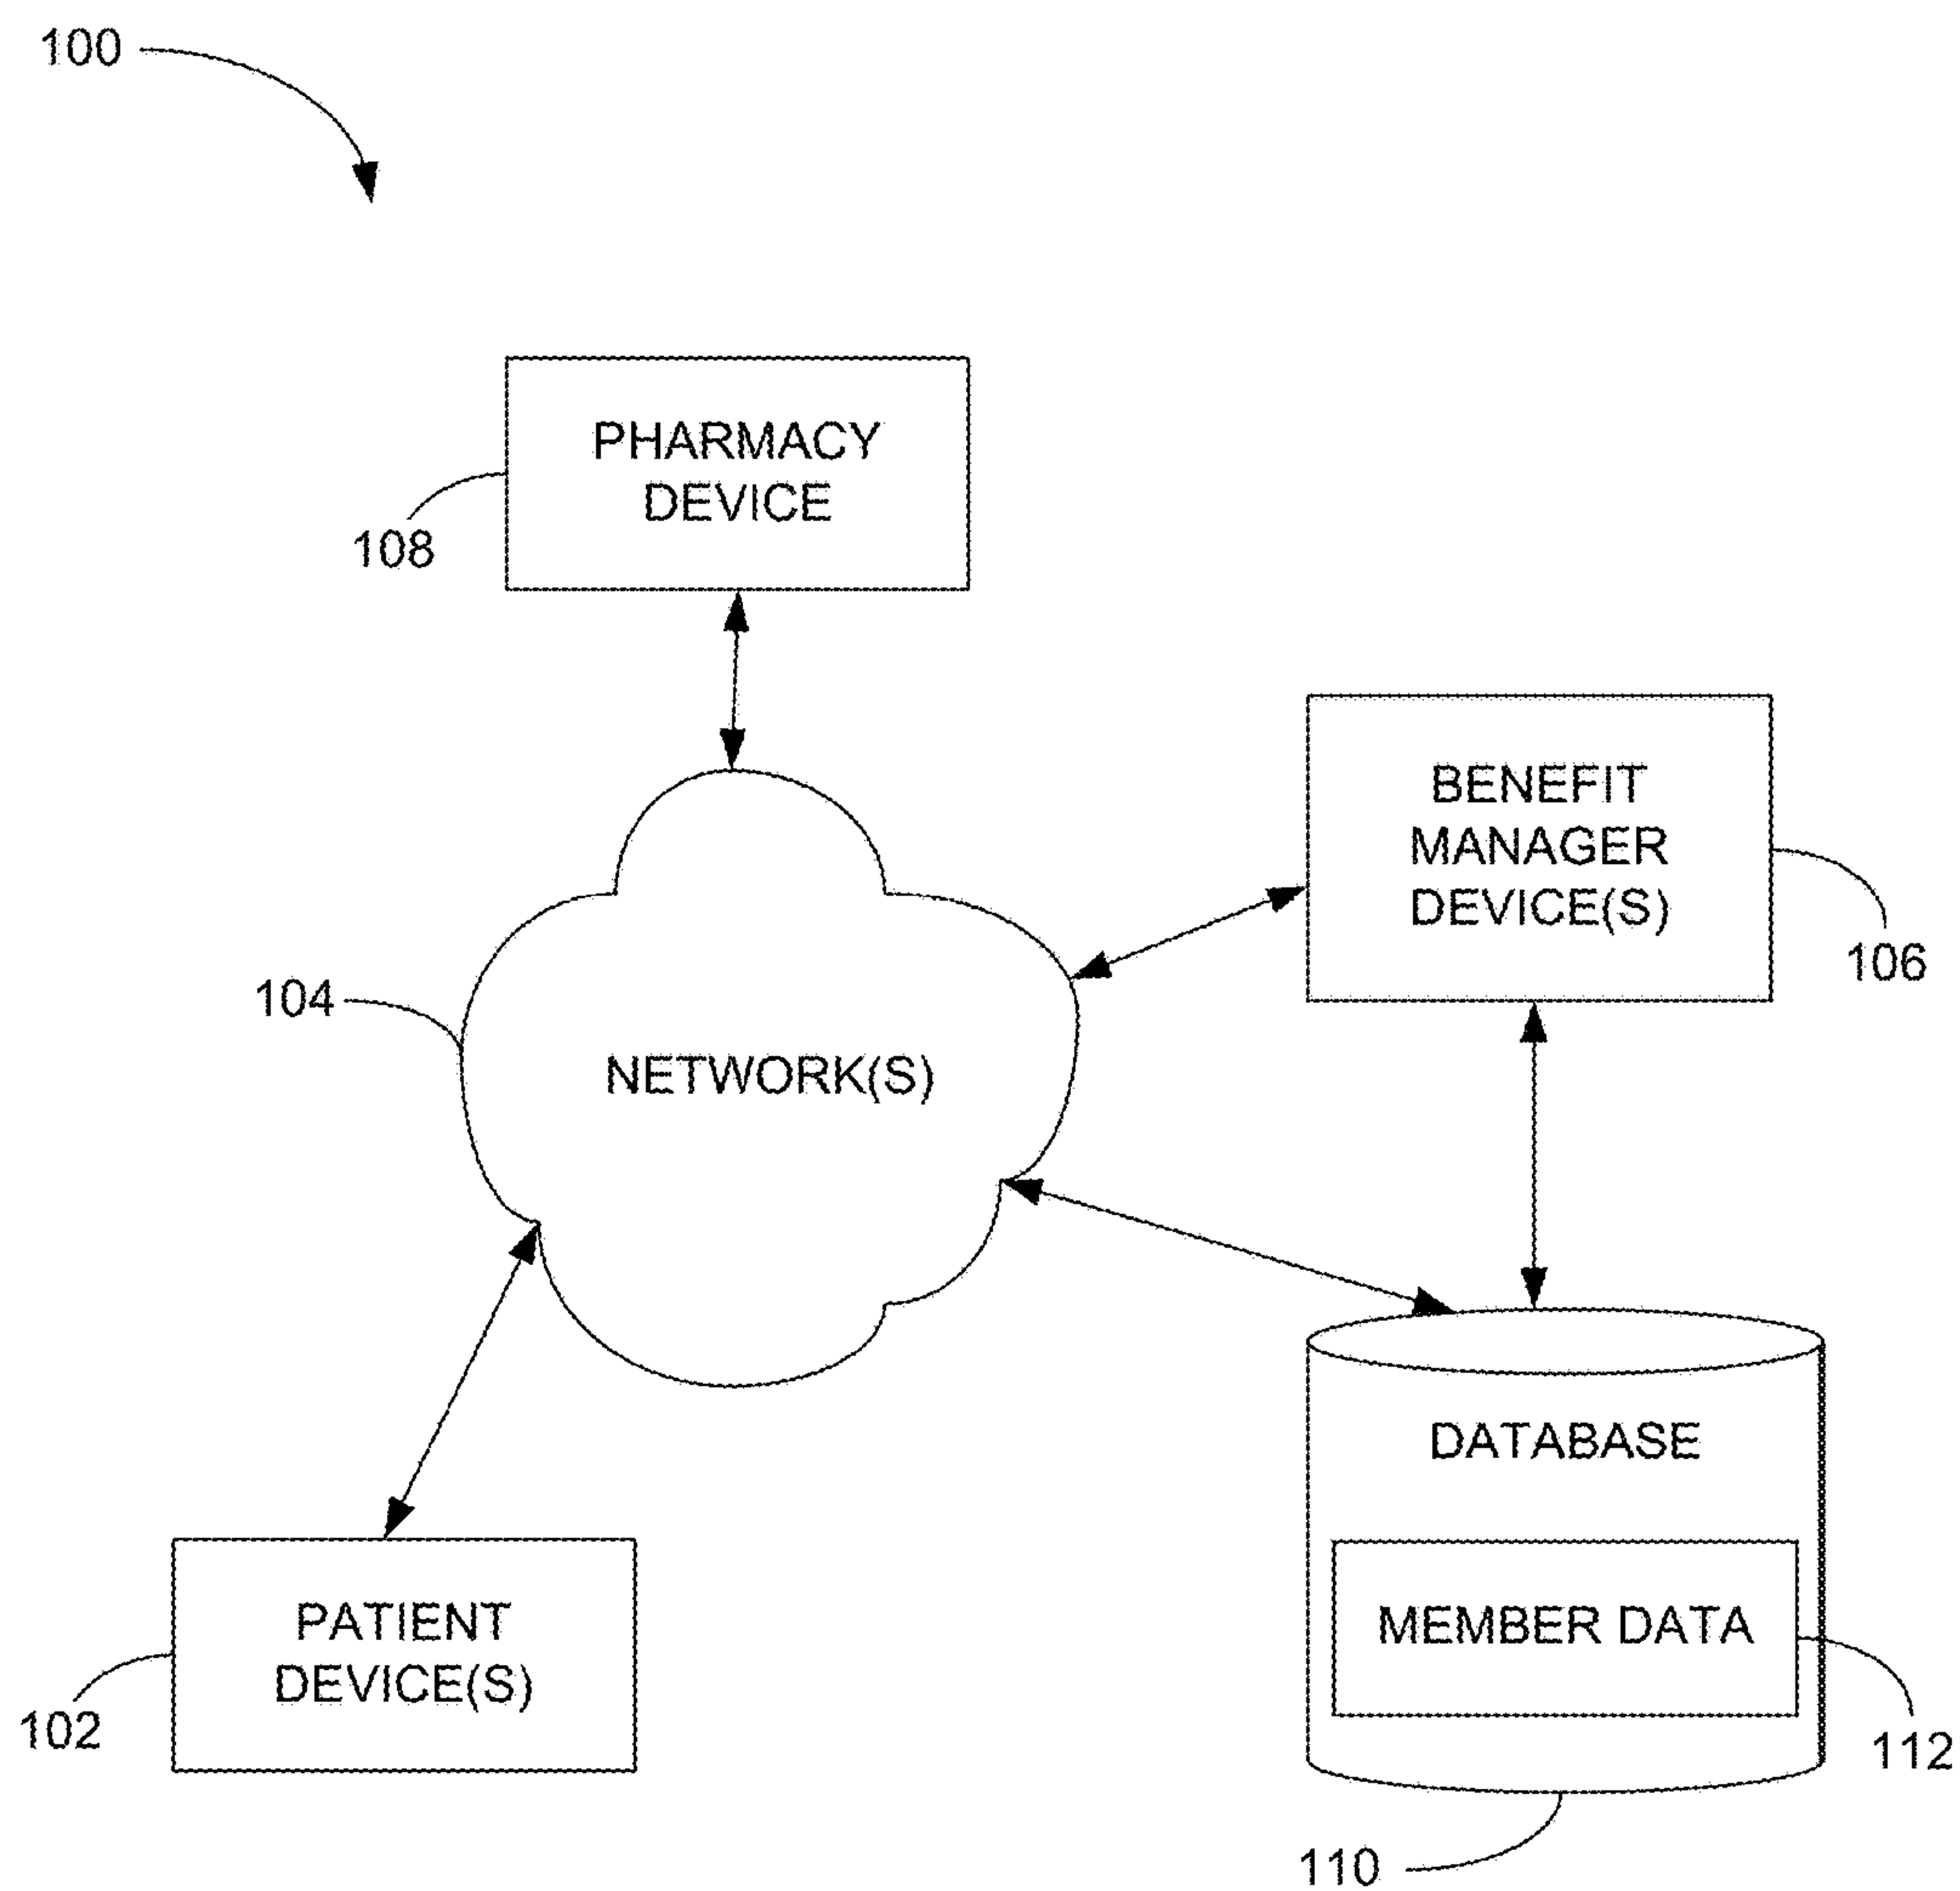 100
PHARMACY
DEVICE
108
BENEFIT
MANAGER
DEVICE(S)
106
104
NETWORK(S)
DATABASE
MEMBER DATA
PATIENT
DEVICE(S)
102
112
110